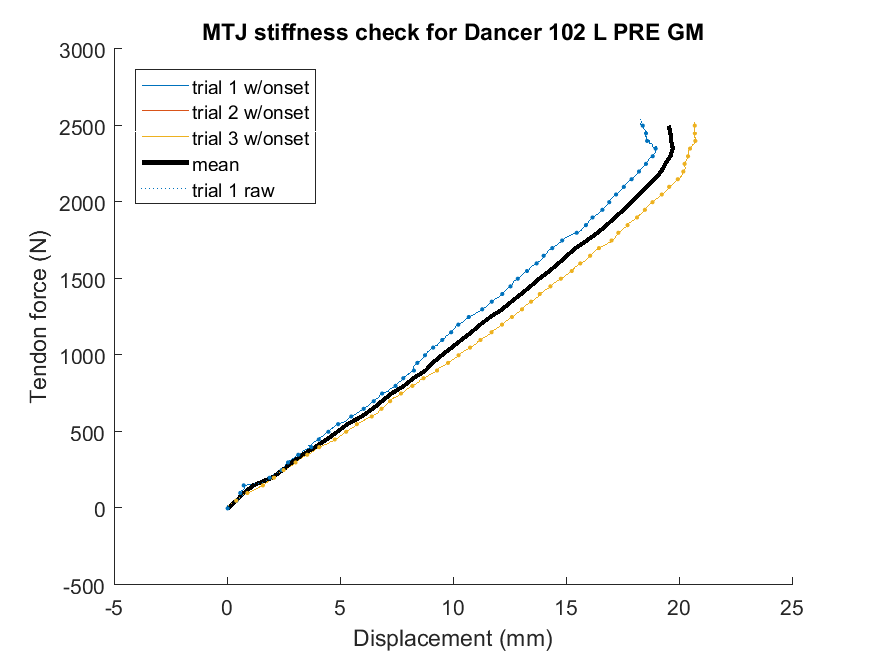 MTJ stiffness check for Dancer 102 L PRE GM
3000
2500
2000
1500
1000
500
0
-500
Tendon force (N)
trial 1 w/onset
trial 2 w/onset
trial 3 w/onset
mean
trial 1 raw
-5 0 5 10 15 20 25
Displacement (mm)